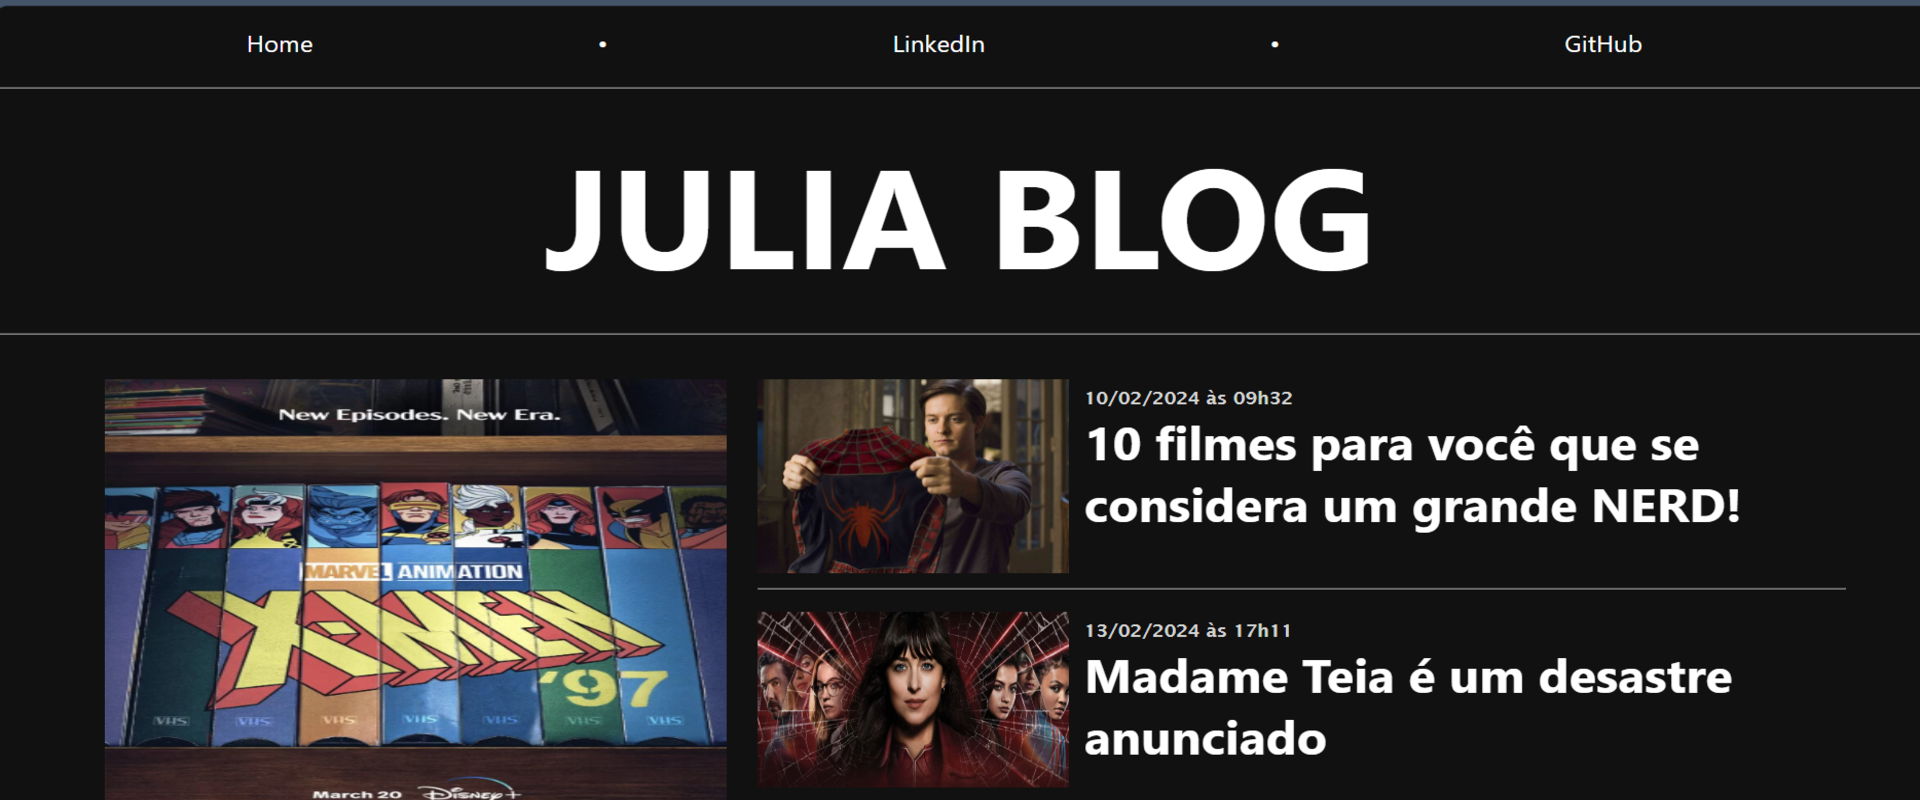 Home • LinkedIn • GitHub
JULIA BLOG
New Episodes. New Era.
MARVEL ANIMATION
X-MEN
'97
VHS VHS VHS VHS VHS VHS VHS
March 20 Disney+
10/02/2024 às 09h32
10 filmes para você que se
considera um grande NERD!
13/02/2024 às 17h11
Madame Teia é um desastre
anunciado